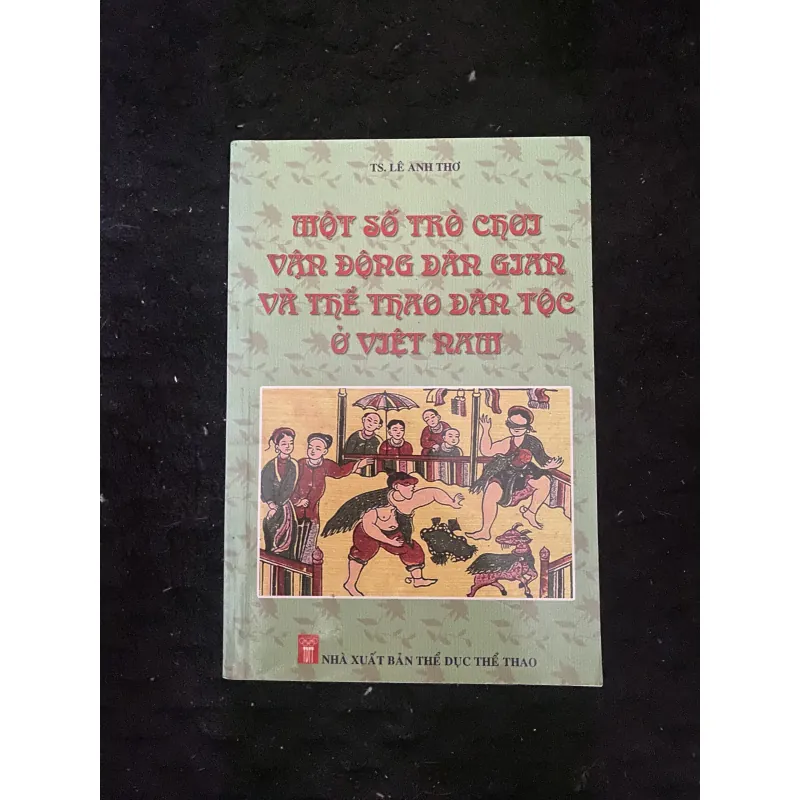 TS. LÊ ANH THƠ
MỘT SỐ TRÒ CHƠI
VẬN ĐỘNG DÂN GIAN
VÀ THỂ THAO DÂN TỘC
Ở VIỆT NAM
TDTT
NHÀ XUẤT BẢN THỂ DỤC THỂ THAO